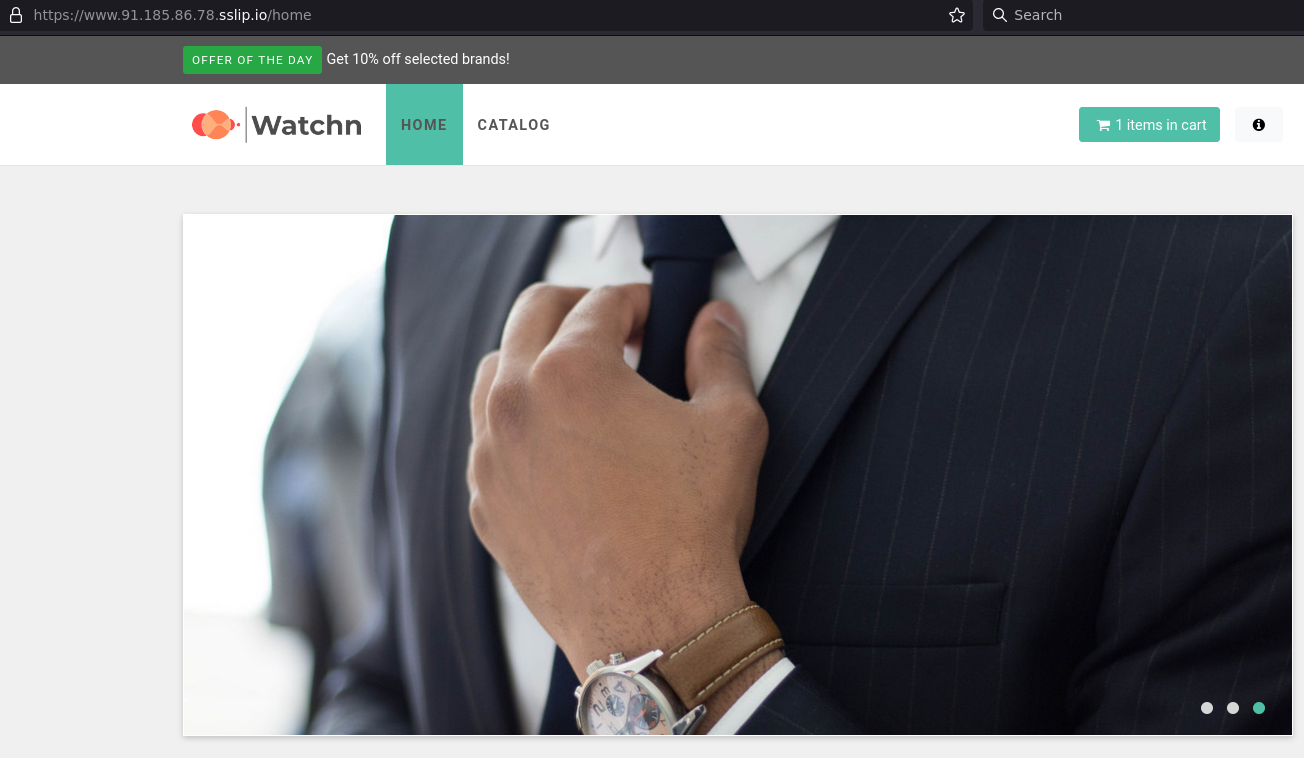 https://www.91.185.86.78.sslip.io/home
Search
OFFER OF THE DAY Get 10% off selected brands!
Watchn
HOME
CATALOG
1 items in cart